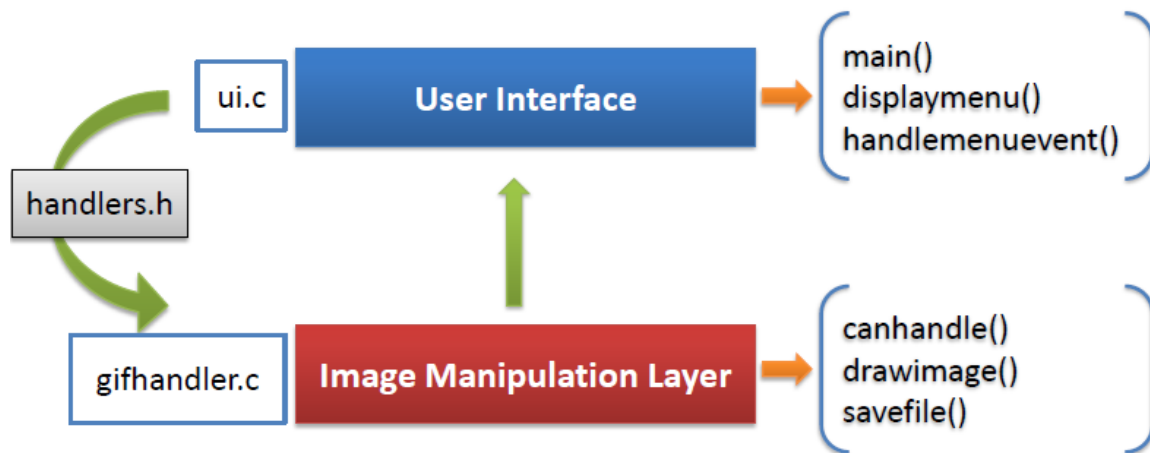 ui.c
User Interface
main()
displaymenu()
handlemenuevent()
handlers.h
gifhandler.c
Image Manipulation Layer
canhandle()
drawimage()
savefile()